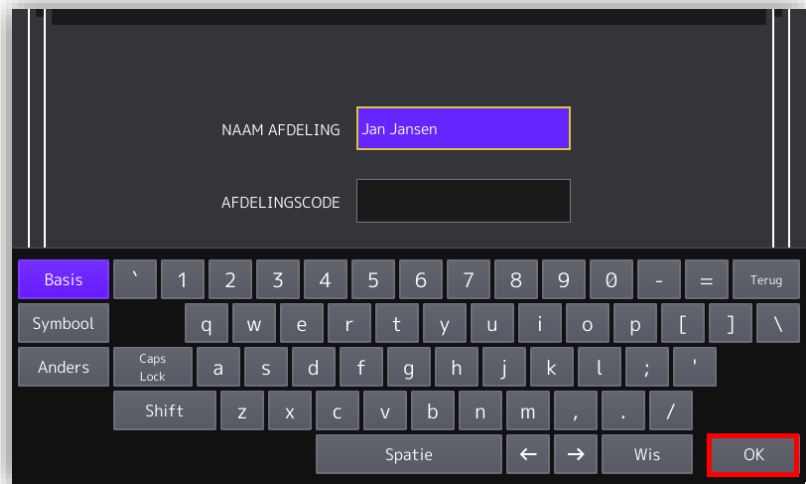 NAAM AFDELING Jan Jansen
AFDELINGSCODE
Basis ` 1 2 3 4 5 6 7 8 9 0 - = Terug
Symbool q w e r t y u i o p [ ] \
Anders Caps Lock a s d f g h j k l ; '
Shift z x c v b n m , . /
Spatie ← → Wis OK